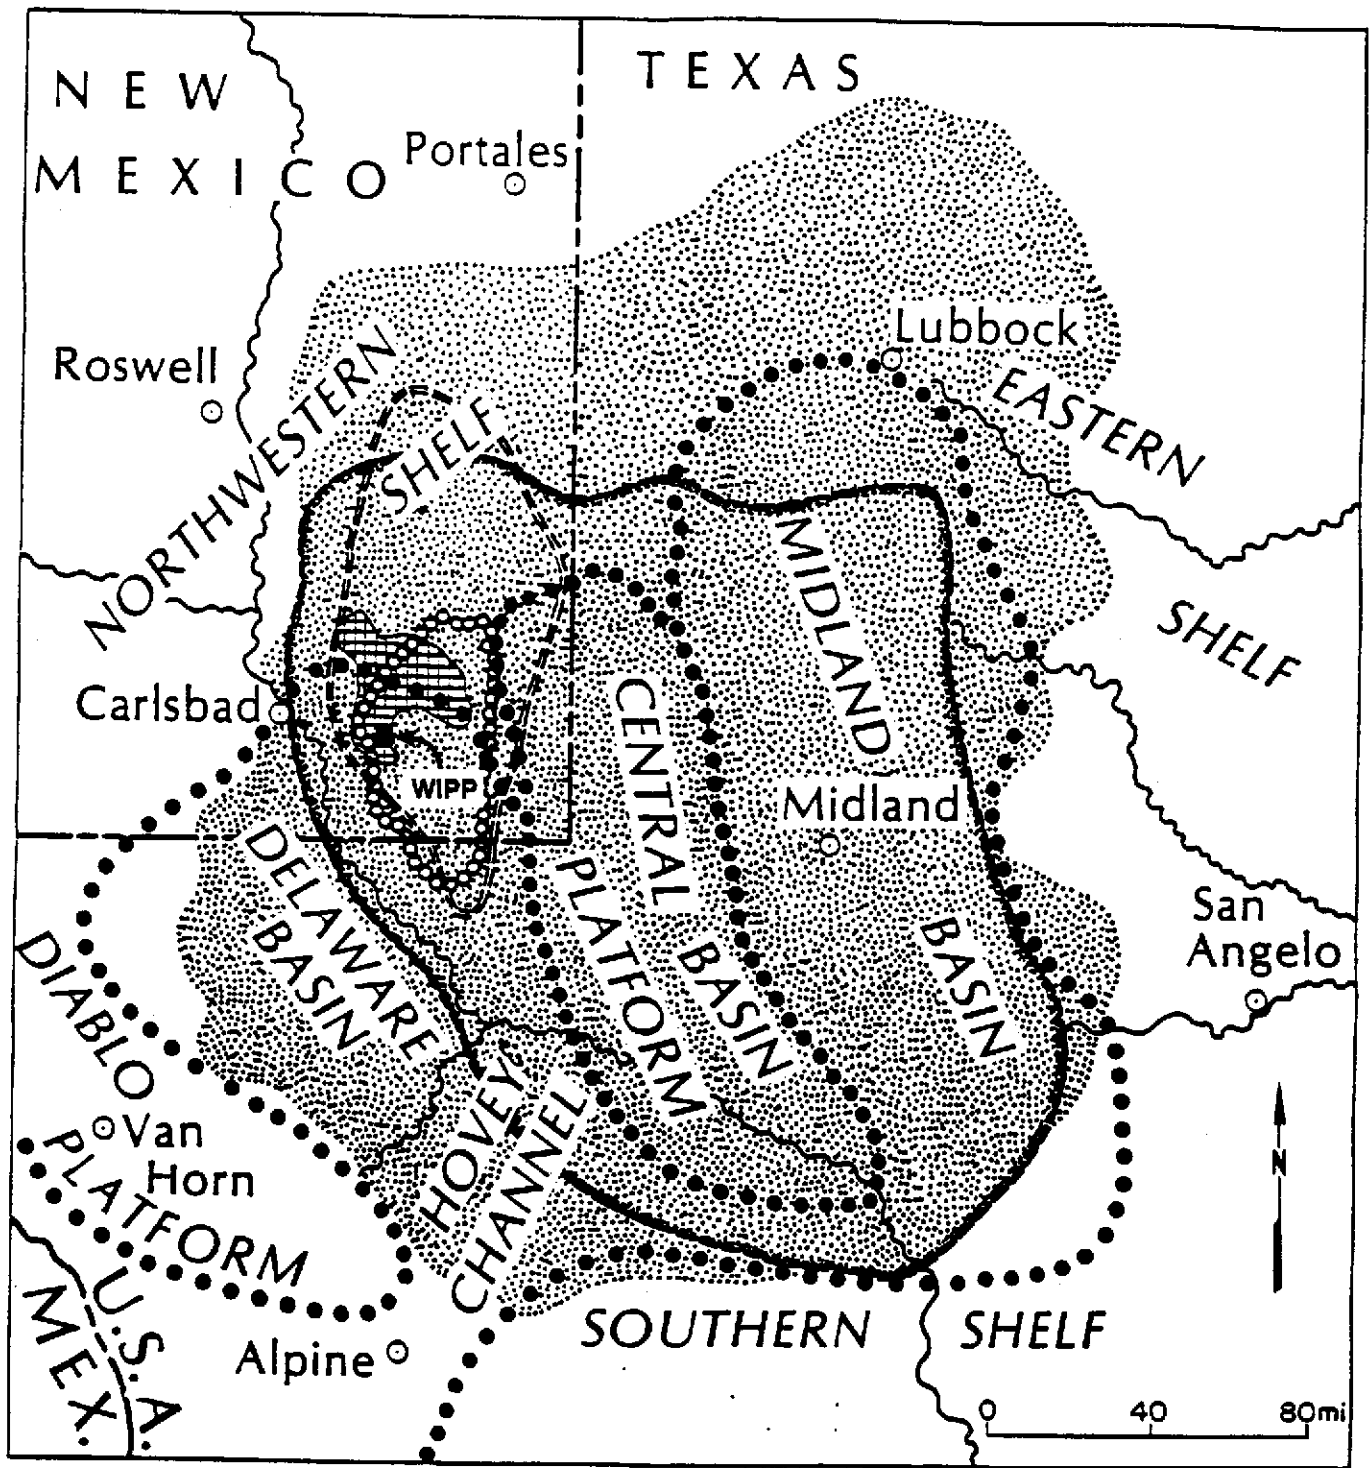 NEW
MEXICO
TEXAS
Portales
Lubbock
Roswell
NORTHWESTERN
SHELF
EASTERN
SHELF
MIDLAND
BASIN
Carlsbad
WIPP
CENTRAL BASIN
PLATFORM
Midland
DELAWARE
BASIN
San
Angelo
DIABLO
PLATFORM
Van
Horn
HOVEY
CHANNEL
N
U.S.A.
MEX.
Alpine
SOUTHERN SHELF
0 40 80mi